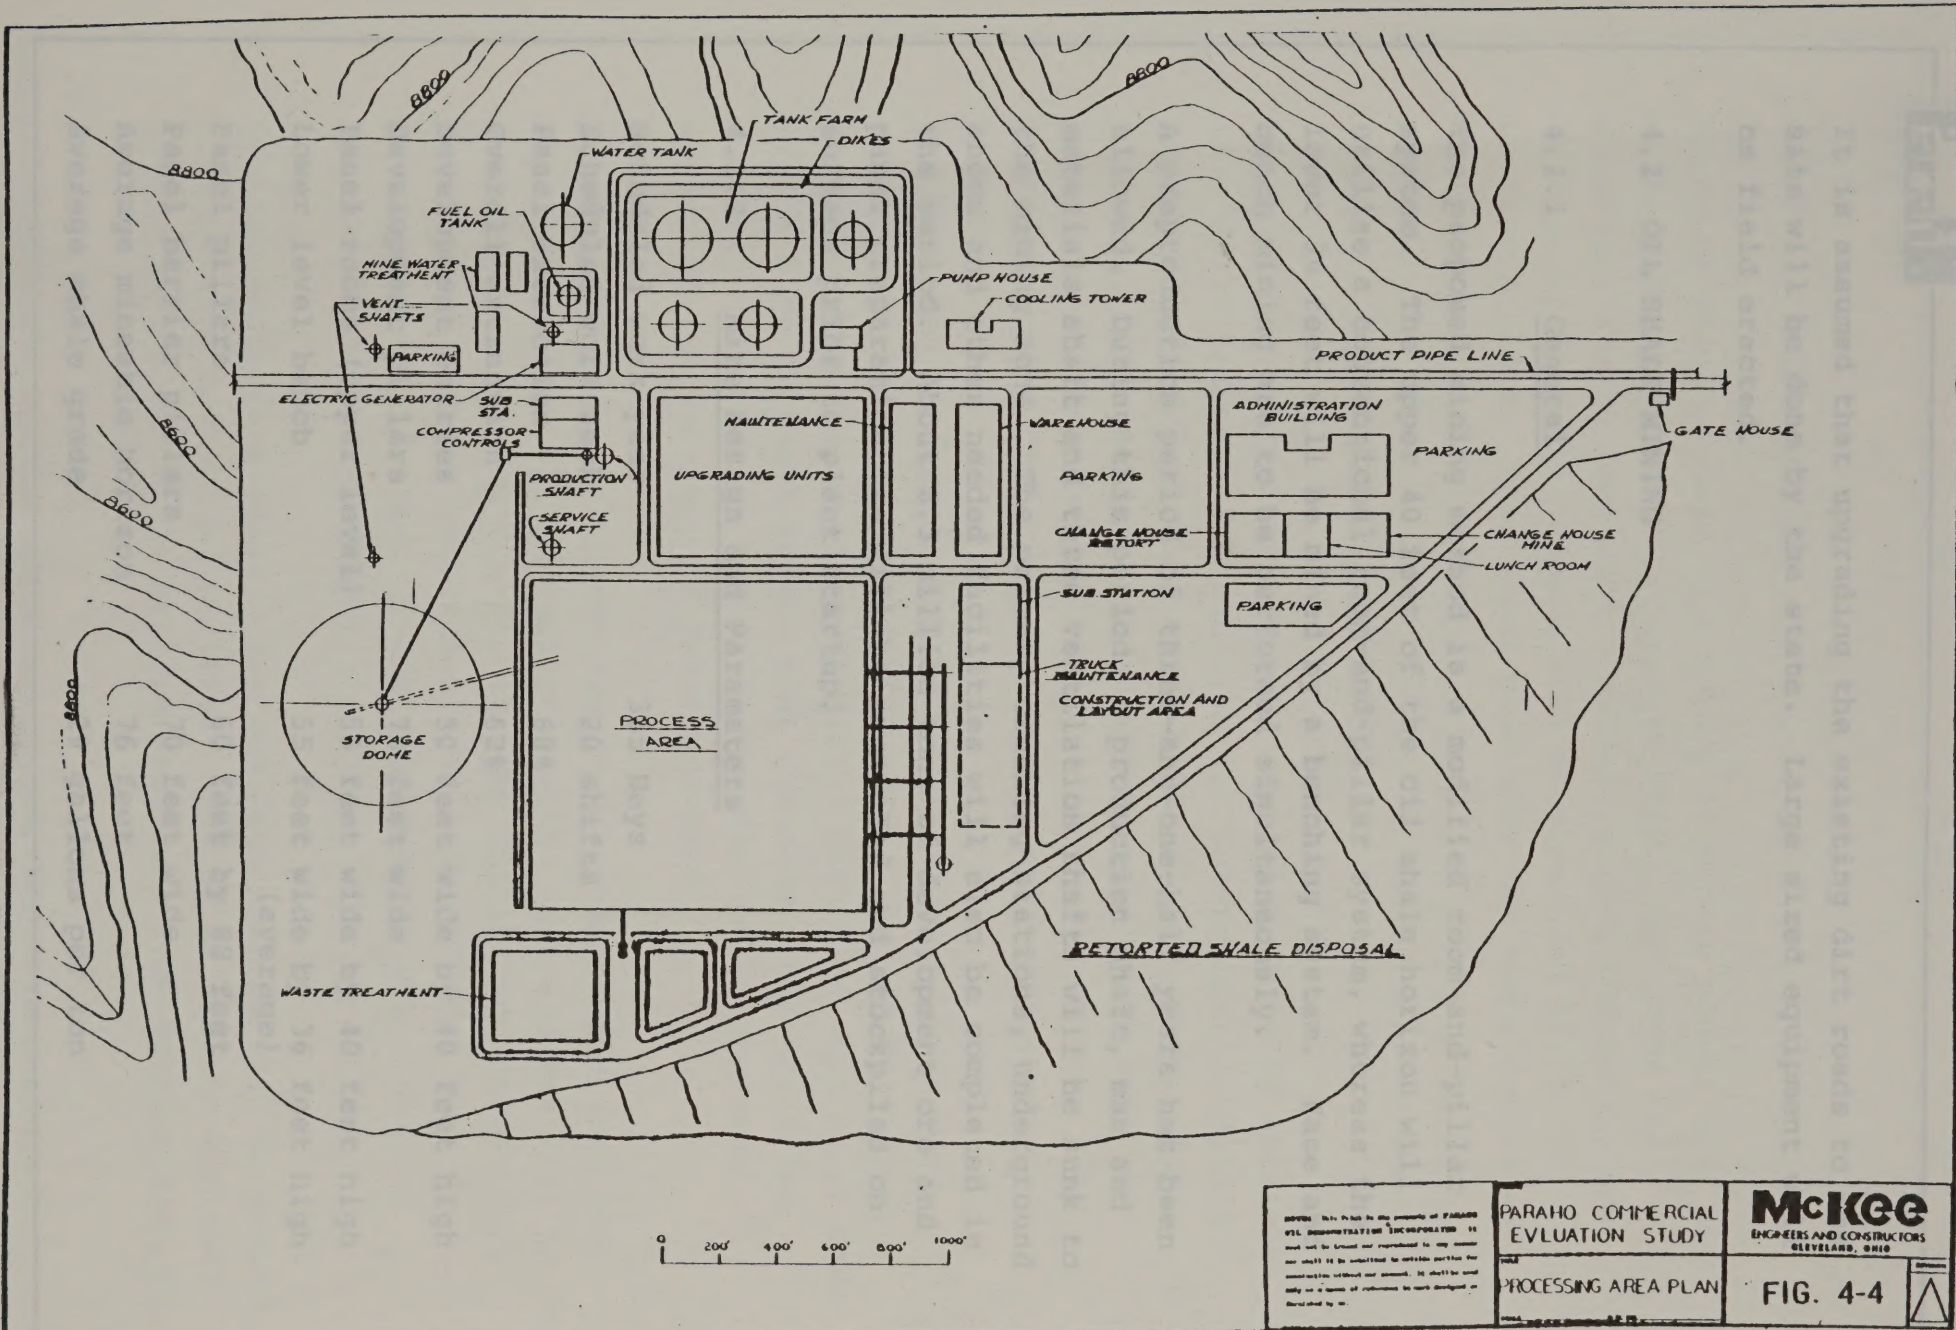 8800
8800
8800
TANK FARM
DIKES
WATER TANK
FUEL OIL
TANK
MINE WATER
TREATMENT
VENT
SHAFTS
PARKING
PUMP HOUSE
COOLING TOWER
PRODUCT PIPE LINE
ELECTRIC GENERATOR
SUB
STA.
COMPRESSOR
CONTROLS
MAINTENANCE
WAREHOUSE
ADMINISTRATION
BUILDING
PARKING
GATE HOUSE
8600
8600
PRODUCTION
SHAFT
UPGRADING UNITS
PARKING
SERVICE
SHAFT
CHANGE HOUSE
RETORT
CHANGE HOUSE
MINE
LUNCH ROOM
SUB STATION
PARKING
TRUCK
MAINTENANCE
CONSTRUCTION AND
LAYOUT AREA
8800
STORAGE
DOME
PROCESS
AREA
RETORTED SHALE DISPOSAL
WASTE TREATMENT
0 200' 400' 600' 800' 1000'
PARAHO COMMERCIAL
EVLUATION STUDY
PROCESSING AREA PLAN
McKee
ENGINEERS AND CONSTRUCTORS
CLEVELAND, OHIO
FIG. 4-4